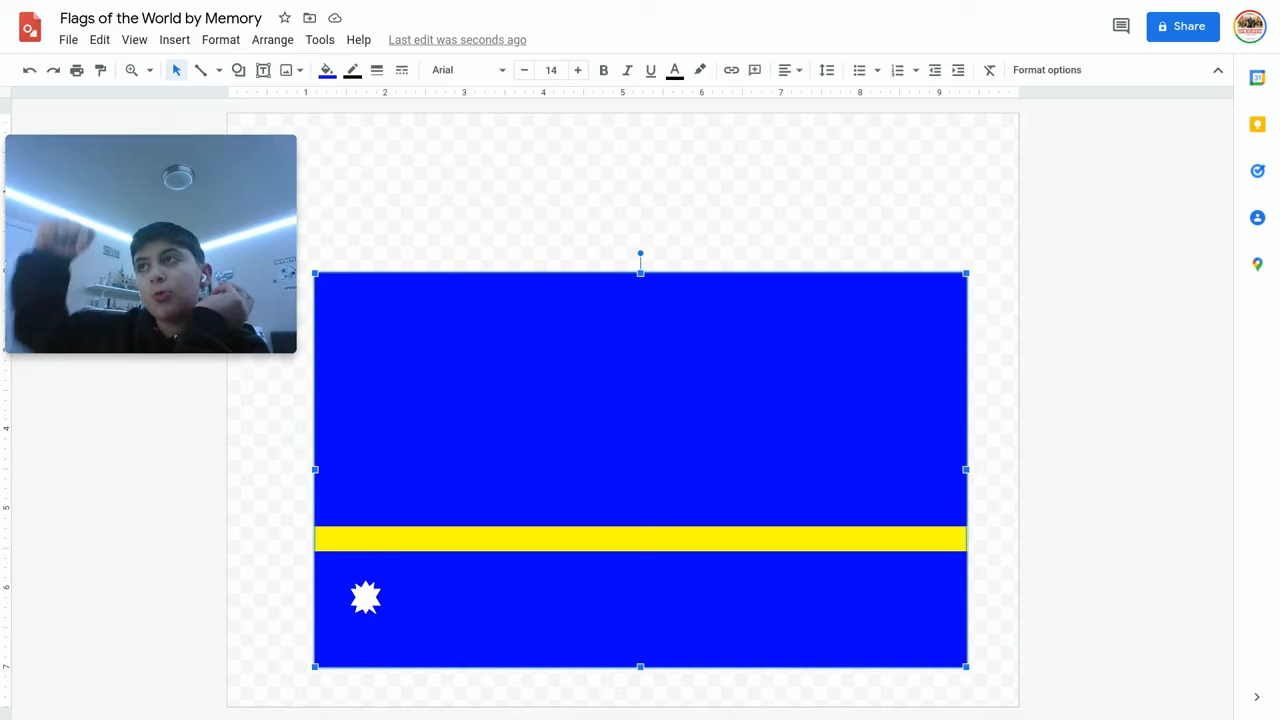 Flags of the World by Memory
File Edit View Insert Format Arrange Tools Help Last edit was seconds ago
Share
Arial 14 B I U A Format options
1 2 3 4 5 6 7 8 9
4
5
6
7
31